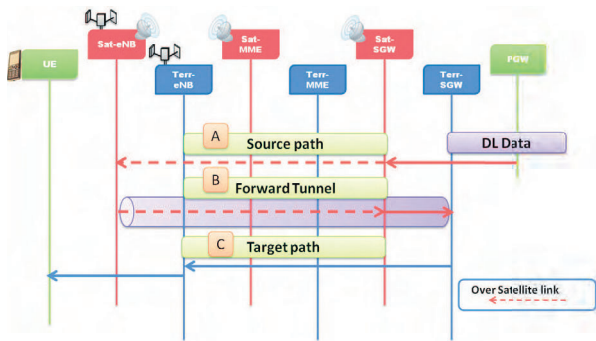 UE
Sat-eNB
Sat-
MME
Sat-
SGW
PGW
Terr-
eNB
Terr-
MME
Terr-
SGW
A
Source path
DL Data
B
Forward Tunnel
C
Target path
Over Satellite link